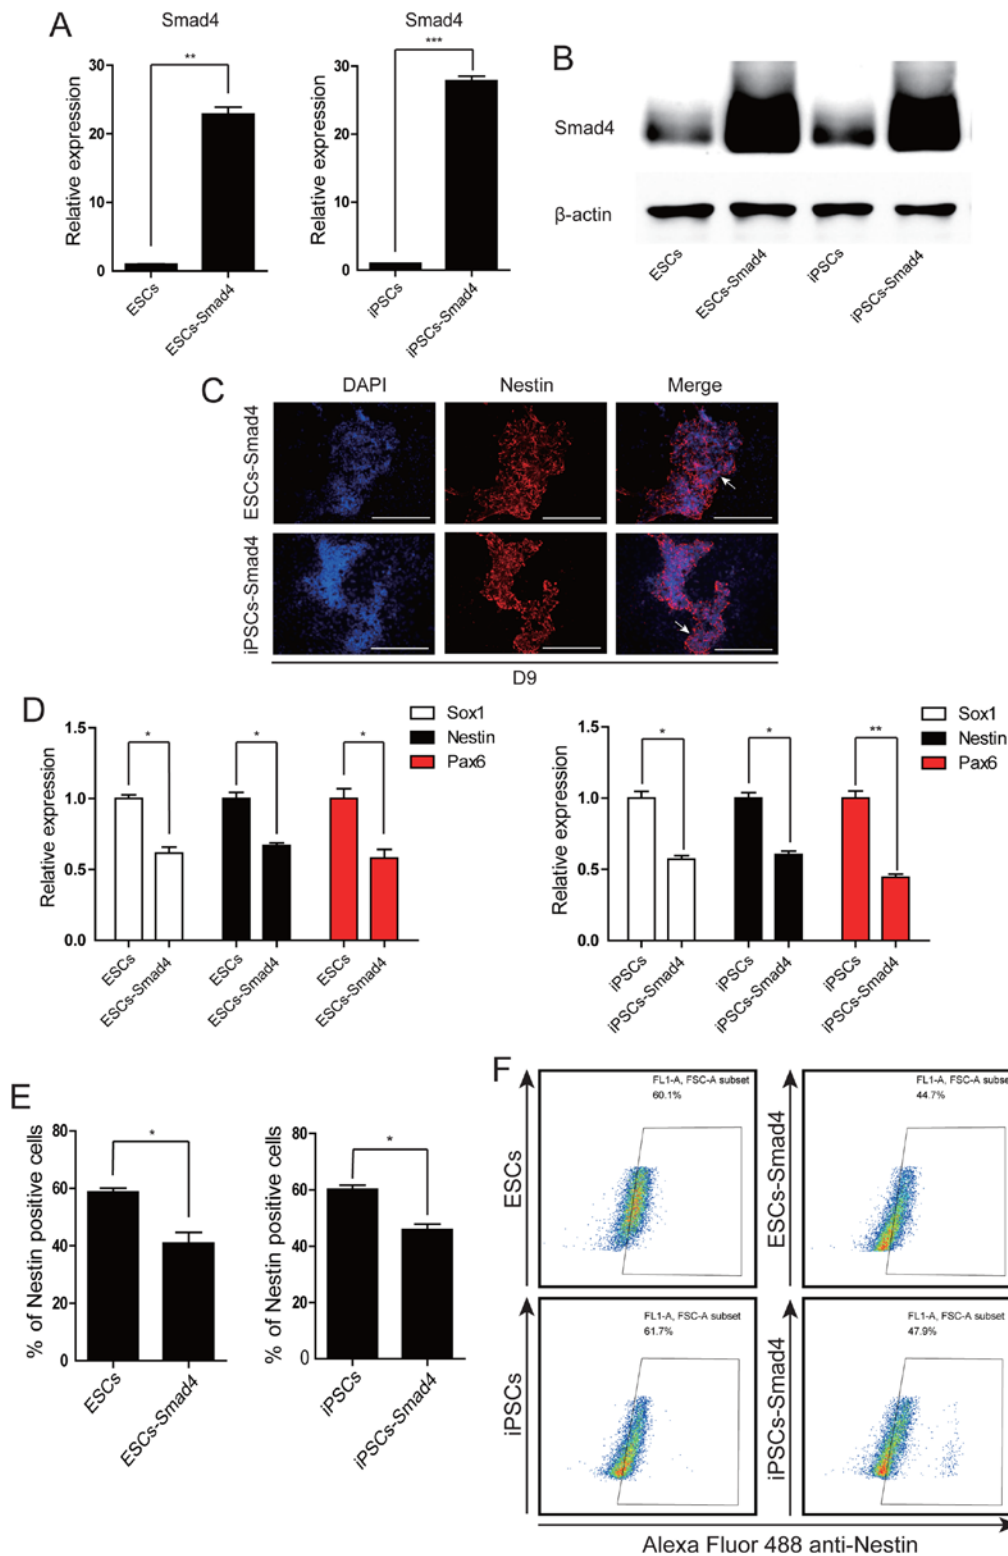 A
Smad4
Relative expression
30
20
10
0
**
ESCs
ESCs-Smad4
Smad4
Relative expression
30
20
10
0
***
iPSCs
iPSCs-Smad4
B
Smad4
β-actin
ESCs
ESCs-Smad4
iPSCs
iPSCs-Smad4
C
DAPI
Nestin
Merge
ESCs-Smad4
iPSCs-Smad4
D9
D
Relative expression
1.5
1.0
0.5
0.0
*
*
*
Sox1
Nestin
Pax6
ESCs
ESCs-Smad4
ESCs
ESCs-Smad4
ESCs
ESCs-Smad4
Relative expression
1.5
1.0
0.5
0.0
*
*
**
Sox1
Nestin
Pax6
iPSCs
iPSCs-Smad4
iPSCs
iPSCs-Smad4
iPSCs
iPSCs-Smad4
E
% of Nestin positive cells
80
60
40
20
0
*
ESCs
ESCs-Smad4
% of Nestin positive cells
80
60
40
20
0
*
iPSCs
iPSCs-Smad4
F
ESCs
FL1-A, FSC-A subset
60.1%
ESCs-Smad4
FL1-A, FSC-A subset
44.7%
iPSCs
FL1-A, FSC-A subset
61.7%
iPSCs-Smad4
FL1-A, FSC-A subset
47.9%
Alexa Fluor 488 anti-Nestin